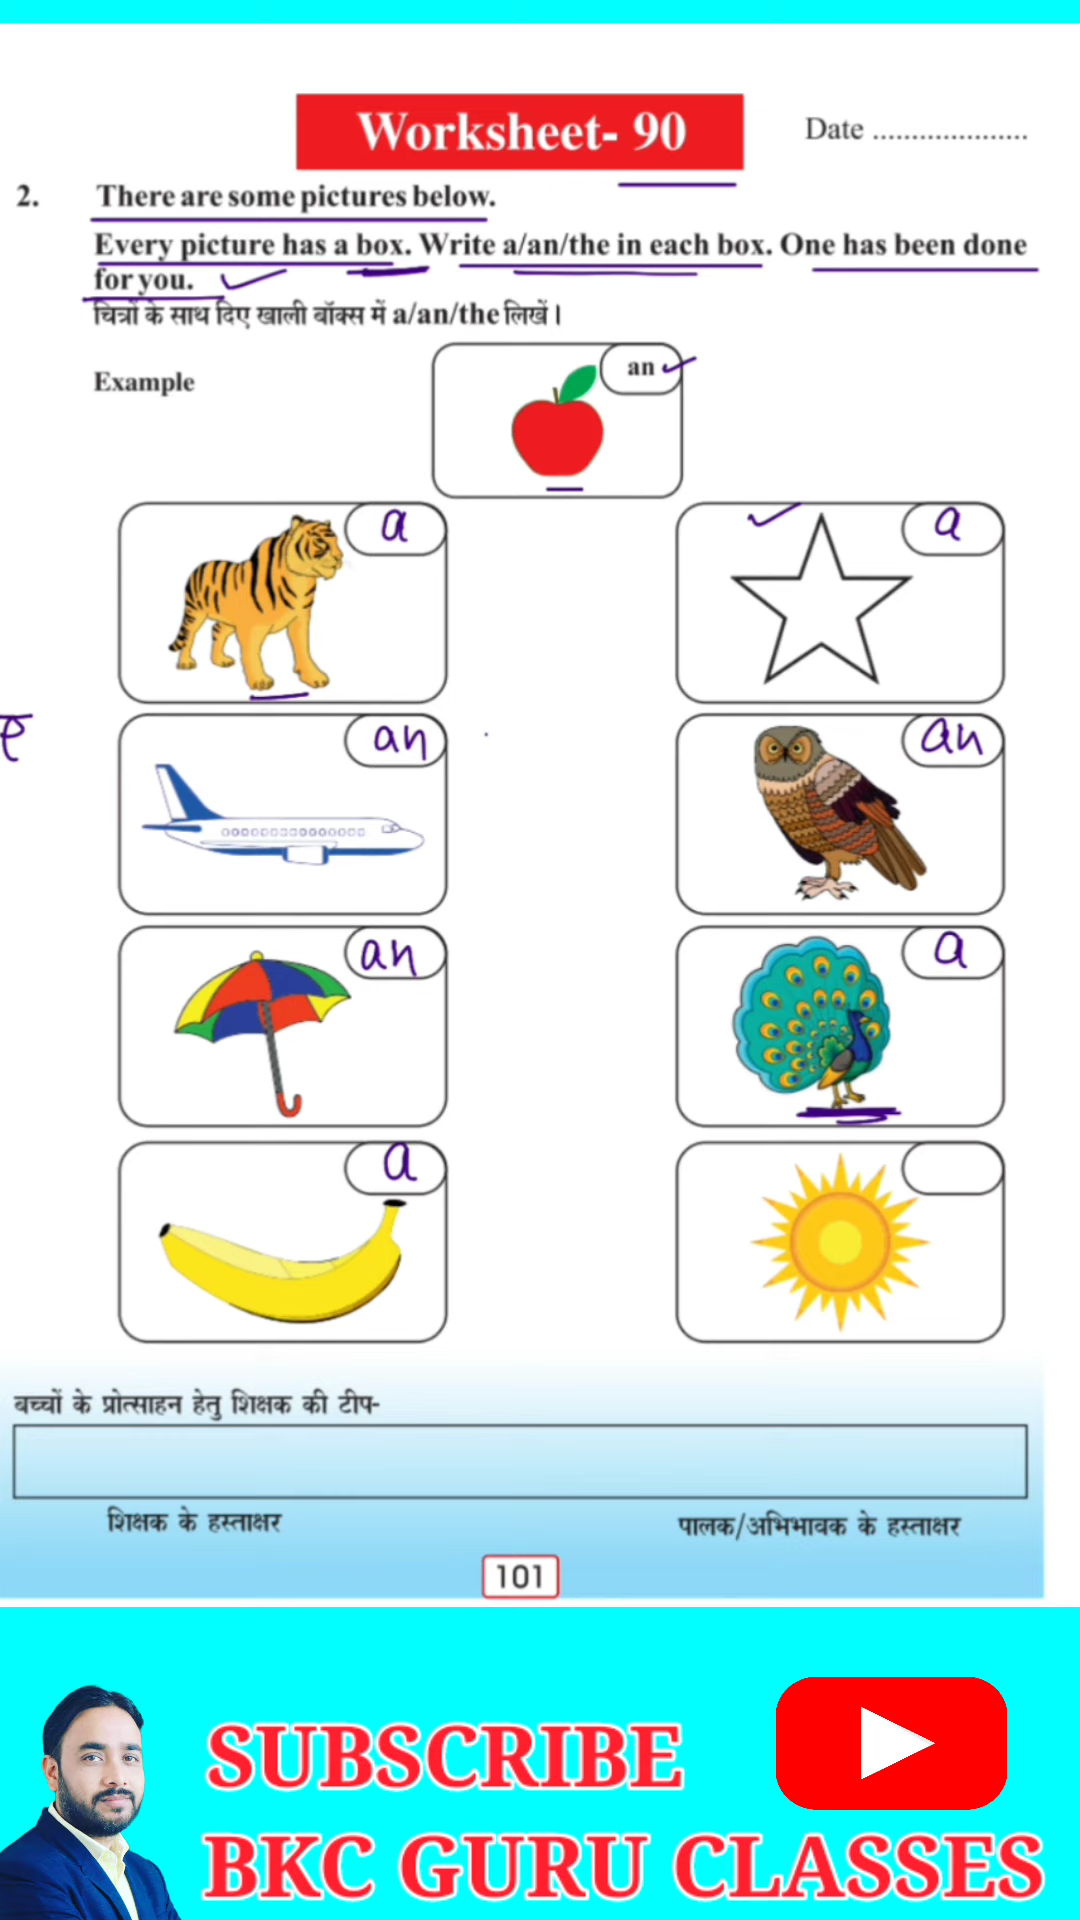 Worksheet- 90
Date ....................
2. There are some pictures below.
Every picture has a box. Write a/an/the in each box. One has been done
for you.
चित्रों के साथ दिए खाली बॉक्स में a/an/the लिखें।
Example
an
a
a
ए
an
an
an
a
a
बच्चों के प्रोत्साहन हेतु शिक्षक की टीप-
शिक्षक के हस्ताक्षर
पालक/अभिभावक के हस्ताक्षर
101
SUBSCRIBE
BKC GURU CLASSES